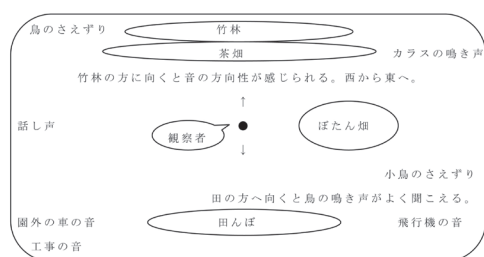 鳥のさえずり
竹林
茶畑
カラスの鳴き声
竹林の方に向くと音の方向性が感じられる。西から東へ。
↑
話し声
観察者
●
ぼたん畑
↓
小鳥のさえずり
田の方へ向くと鳥の鳴き声がよく聞こえる。
園外の車の音
田んぼ
飛行機の音
工事の音